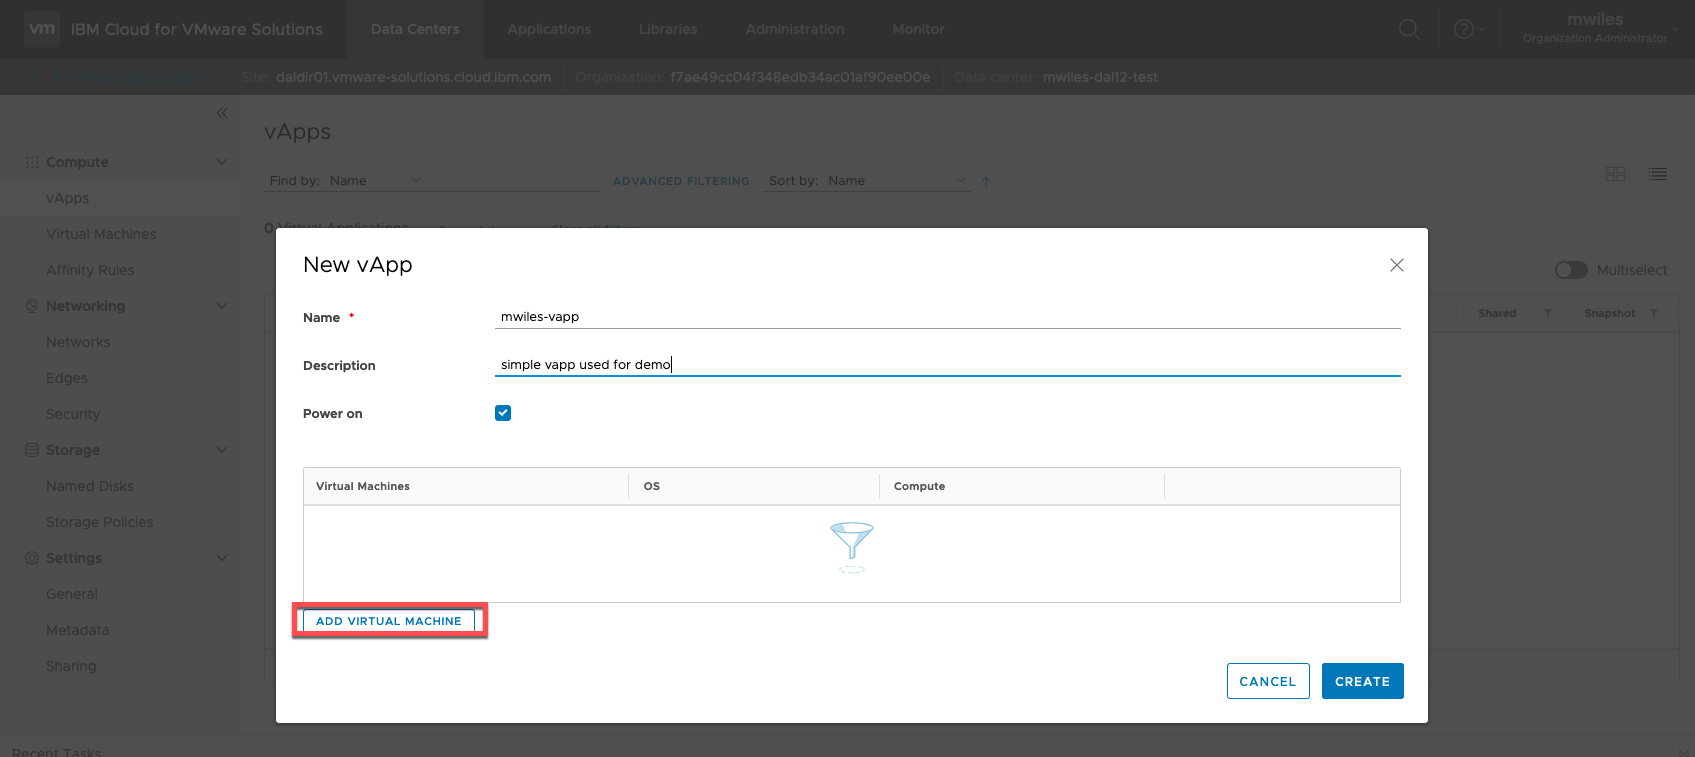 vm IBM Cloud for VMware Solutions Data Centers Applications Libraries Administration Monitor mwiles
Organization Administrator
Site: daldir01.vmware-solutions.cloud.ibm.com Organization: f7ae49cc04f348edb34ac01af90ee00e Data center: mwiles-dal12-test
vApps
Compute
Find by: Name ADVANCED FILTERING Sort by: Name
vApps
0 Virtual Applications Clear all filters
Virtual Machines
Affinity Rules
Multiselect
Networking
Shared Snapshot
Networks
Edges
Security
Storage
Named Disks
Storage Policies
Settings
General
Metadata
Sharing
New vApp
Name *
mwiles-vapp
Description
simple vapp used for demo
Power on
Virtual Machines OS Compute
ADD VIRTUAL MACHINE
CANCEL CREATE
Recent Tasks